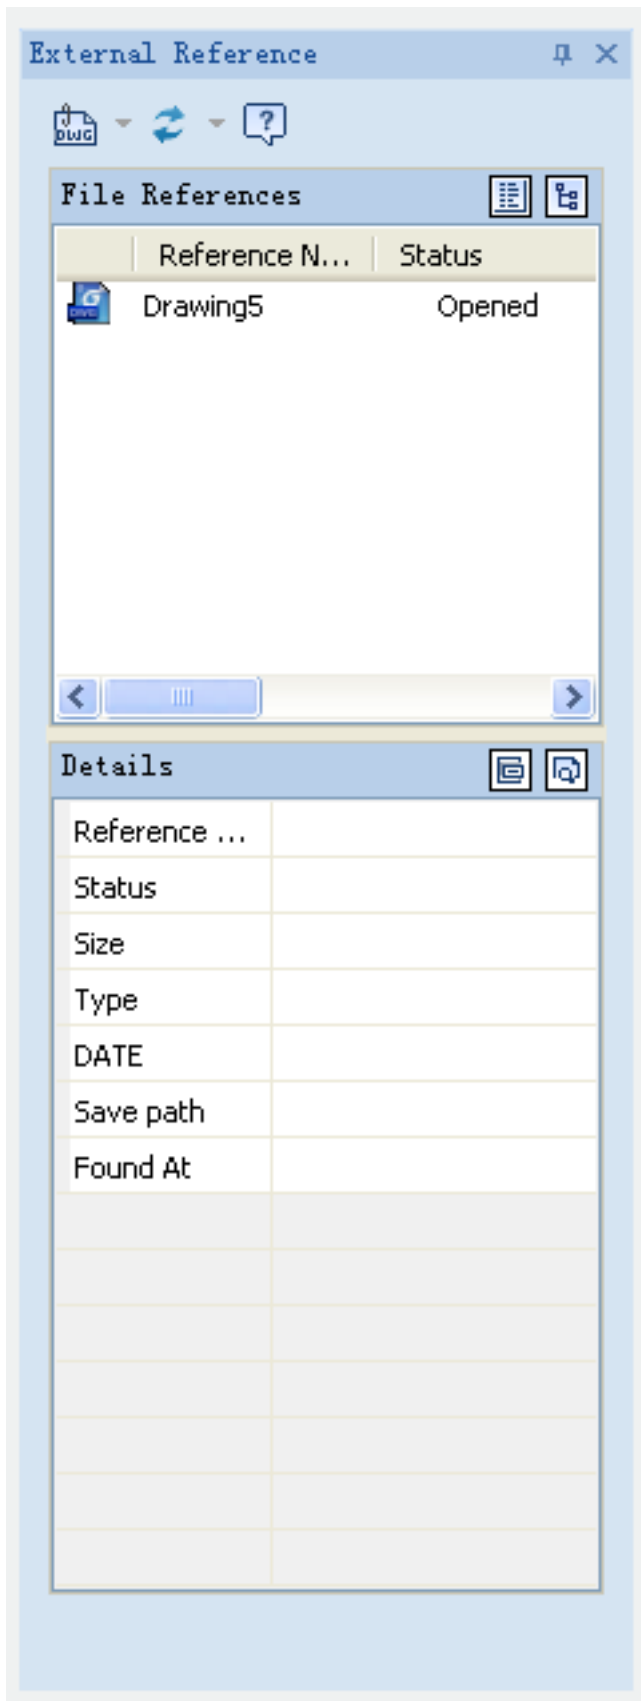 External Reference
DWG
File References
Reference N... Status
Drawing5 Opened
Details
Reference ...
Status
Size
Type
DATE
Save path
Found At